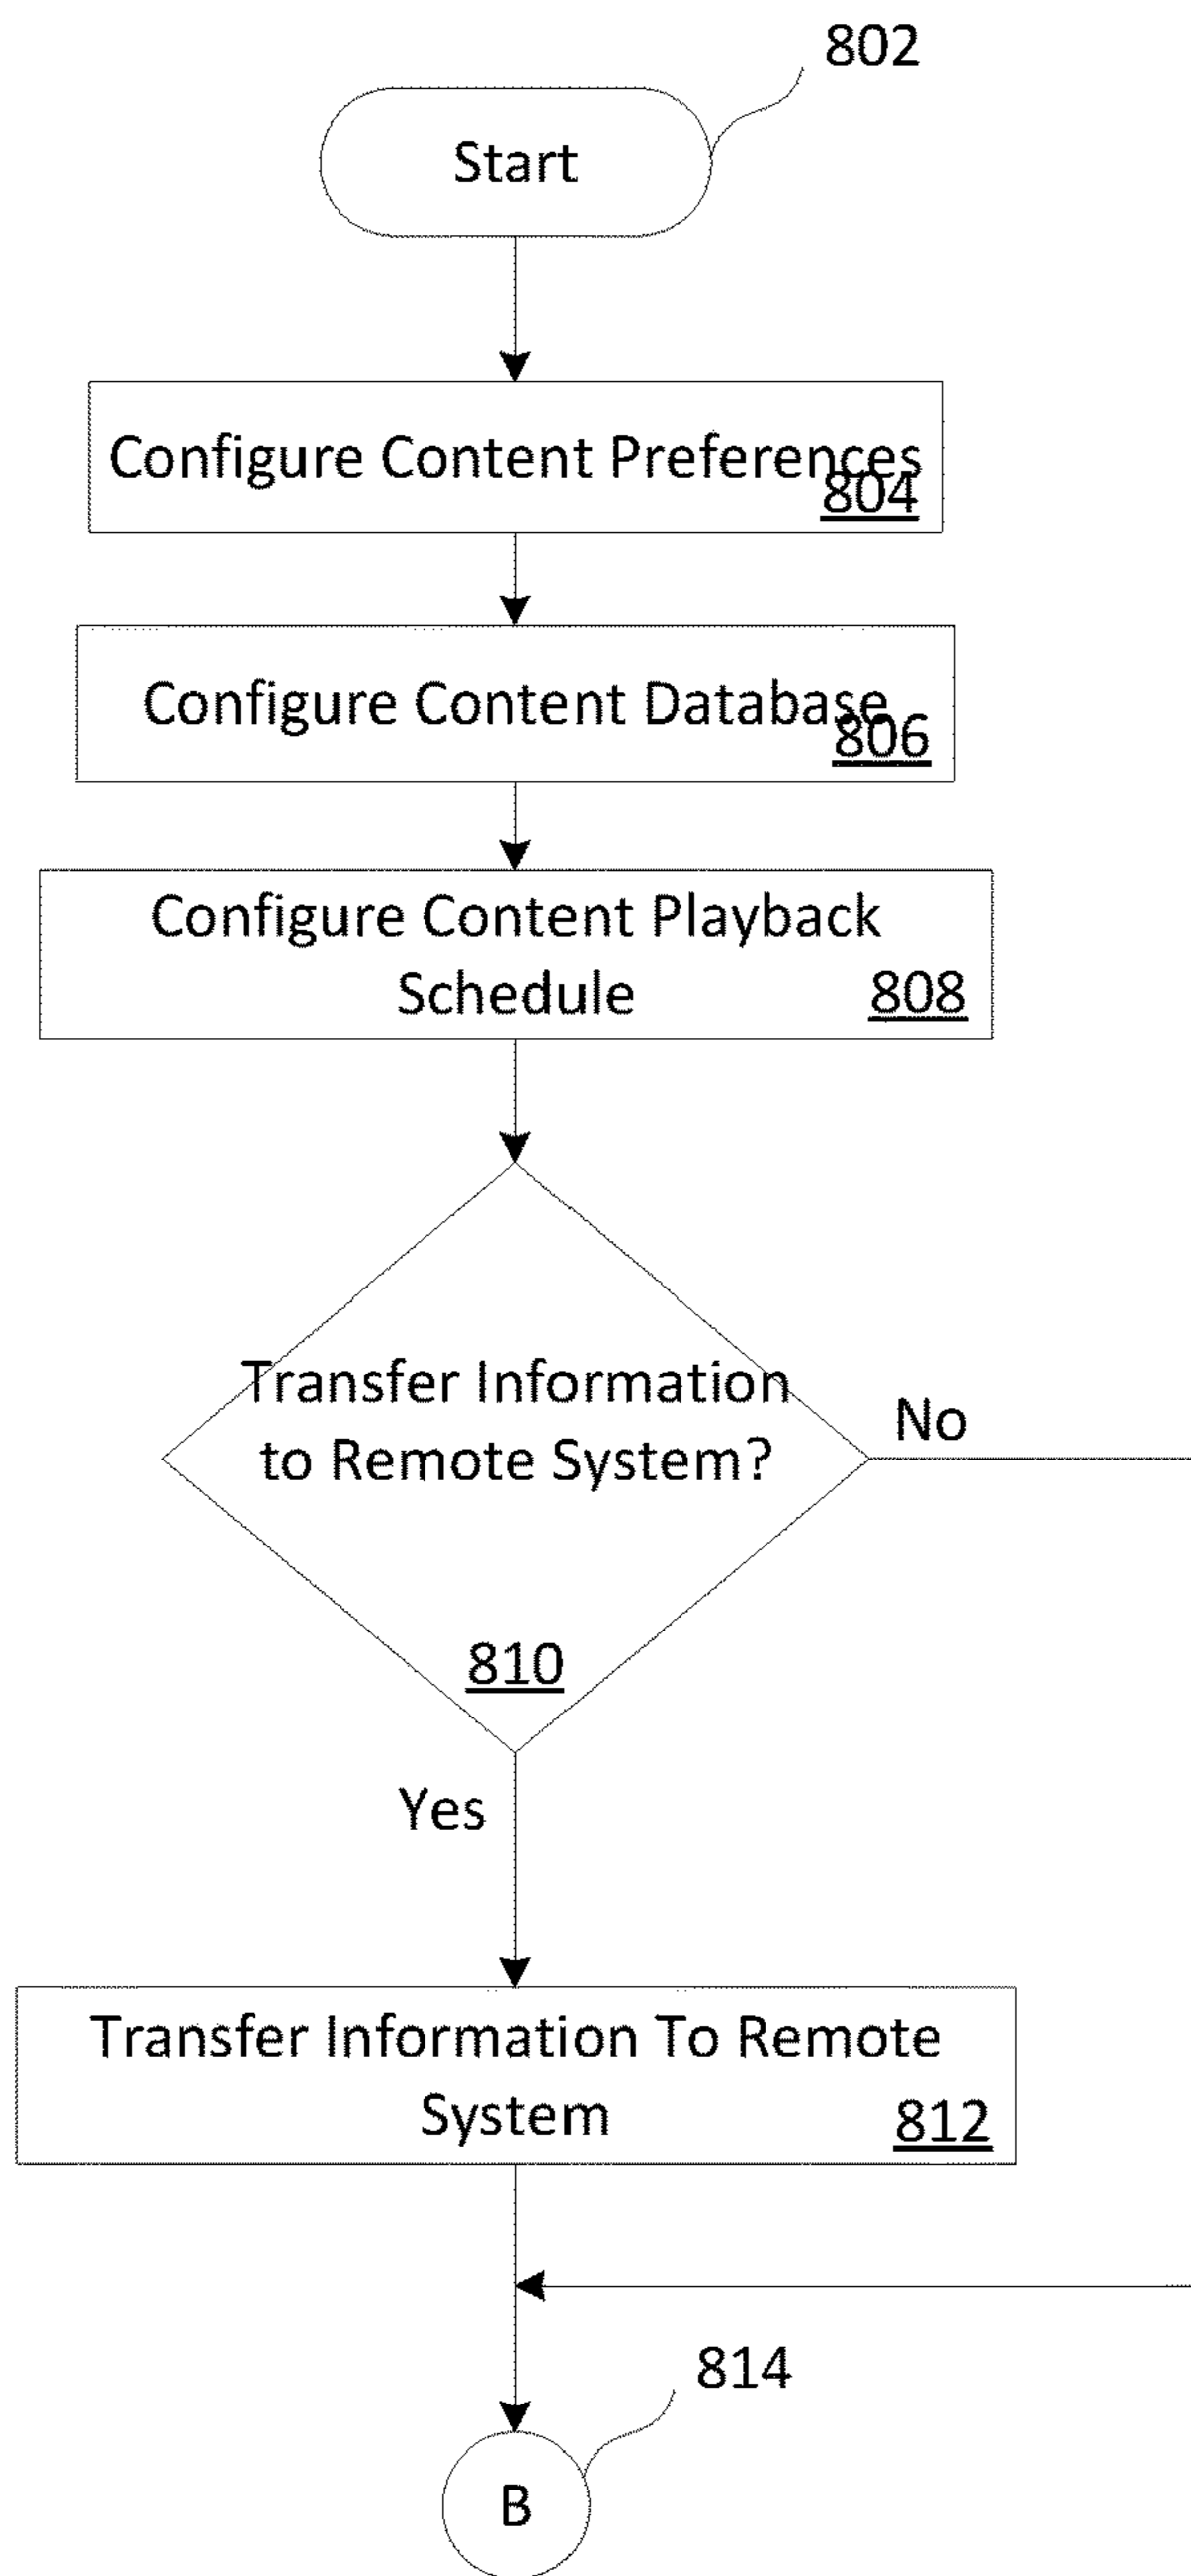 802
Start
Configure Content Preferences
804
Configure Content Database
806
Configure Content Playback
Schedule
808
Transfer Information
to Remote System?
No
810
Yes
Transfer Information To Remote
System
812
814
B